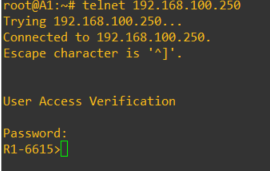 root@A1:~# telnet 192.168.100.250
Trying 192.168.100.250...
Connected to 192.168.100.250.
Escape character is '^]'.
User Access Verification
Password:
R1-6615>